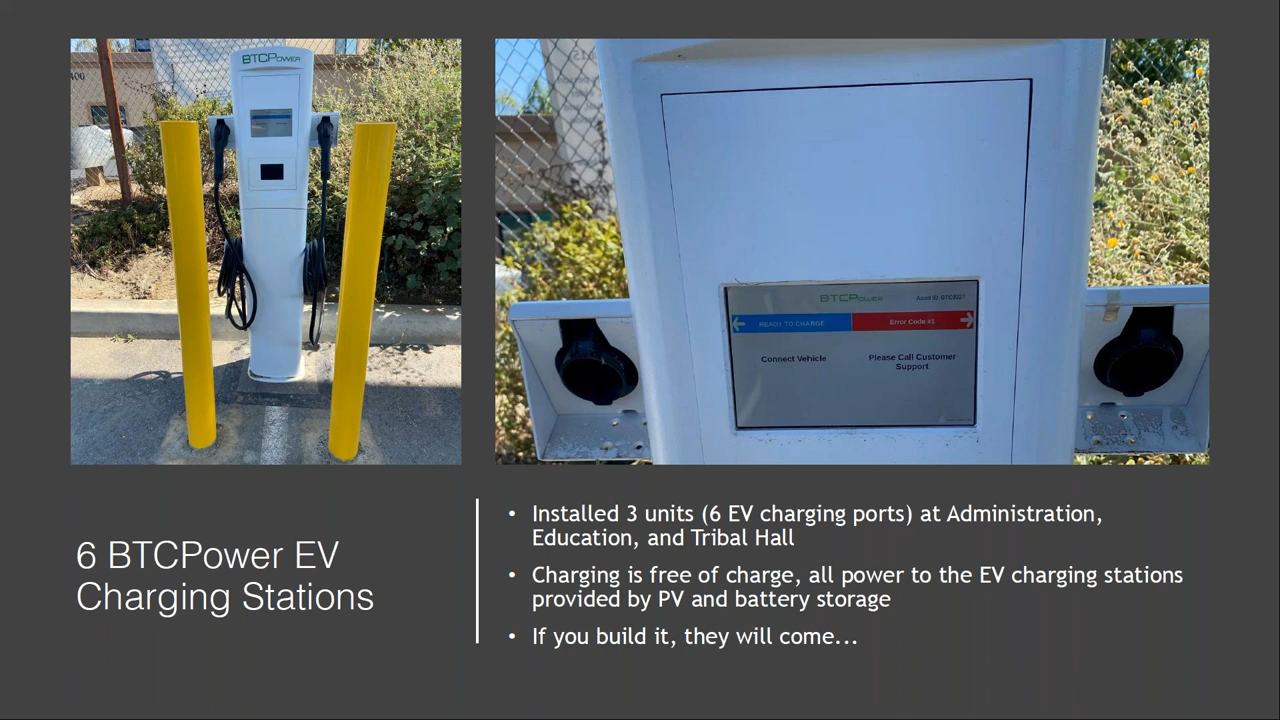 BTCPOWER
400
BTCPOWER
READY TO CHARGE
Error Code #1
Connect Vehicle
Please Call Customer
Support
6 BTCPower EV
Charging Stations
• Installed 3 units (6 EV charging ports) at Administration,
Education, and Tribal Hall
• Charging is free of charge, all power to the EV charging stations
provided by PV and battery storage
• If you build it, they will come...